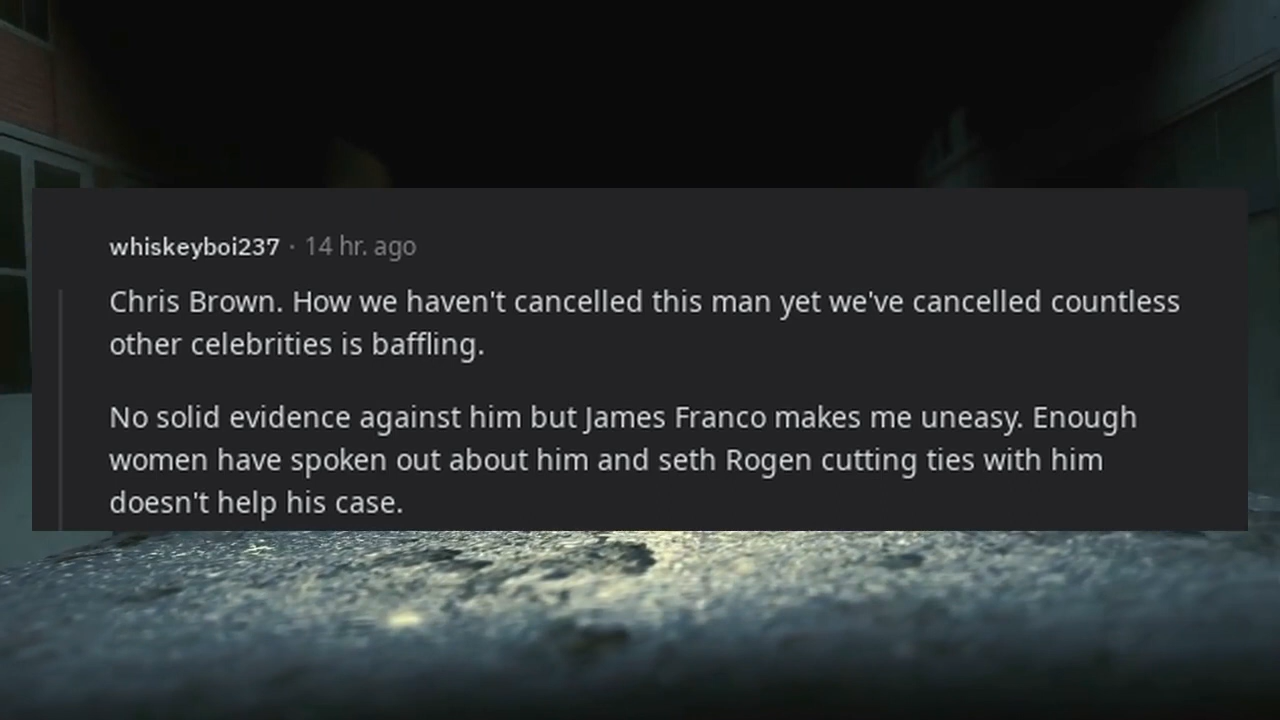 whiskeyboi237 · 14 hr. ago
Chris Brown. How we haven't cancelled this man yet we've cancelled countless
other celebrities is baffling.
No solid evidence against him but James Franco makes me uneasy. Enough
women have spoken out about him and seth Rogen cutting ties with him
doesn't help his case.